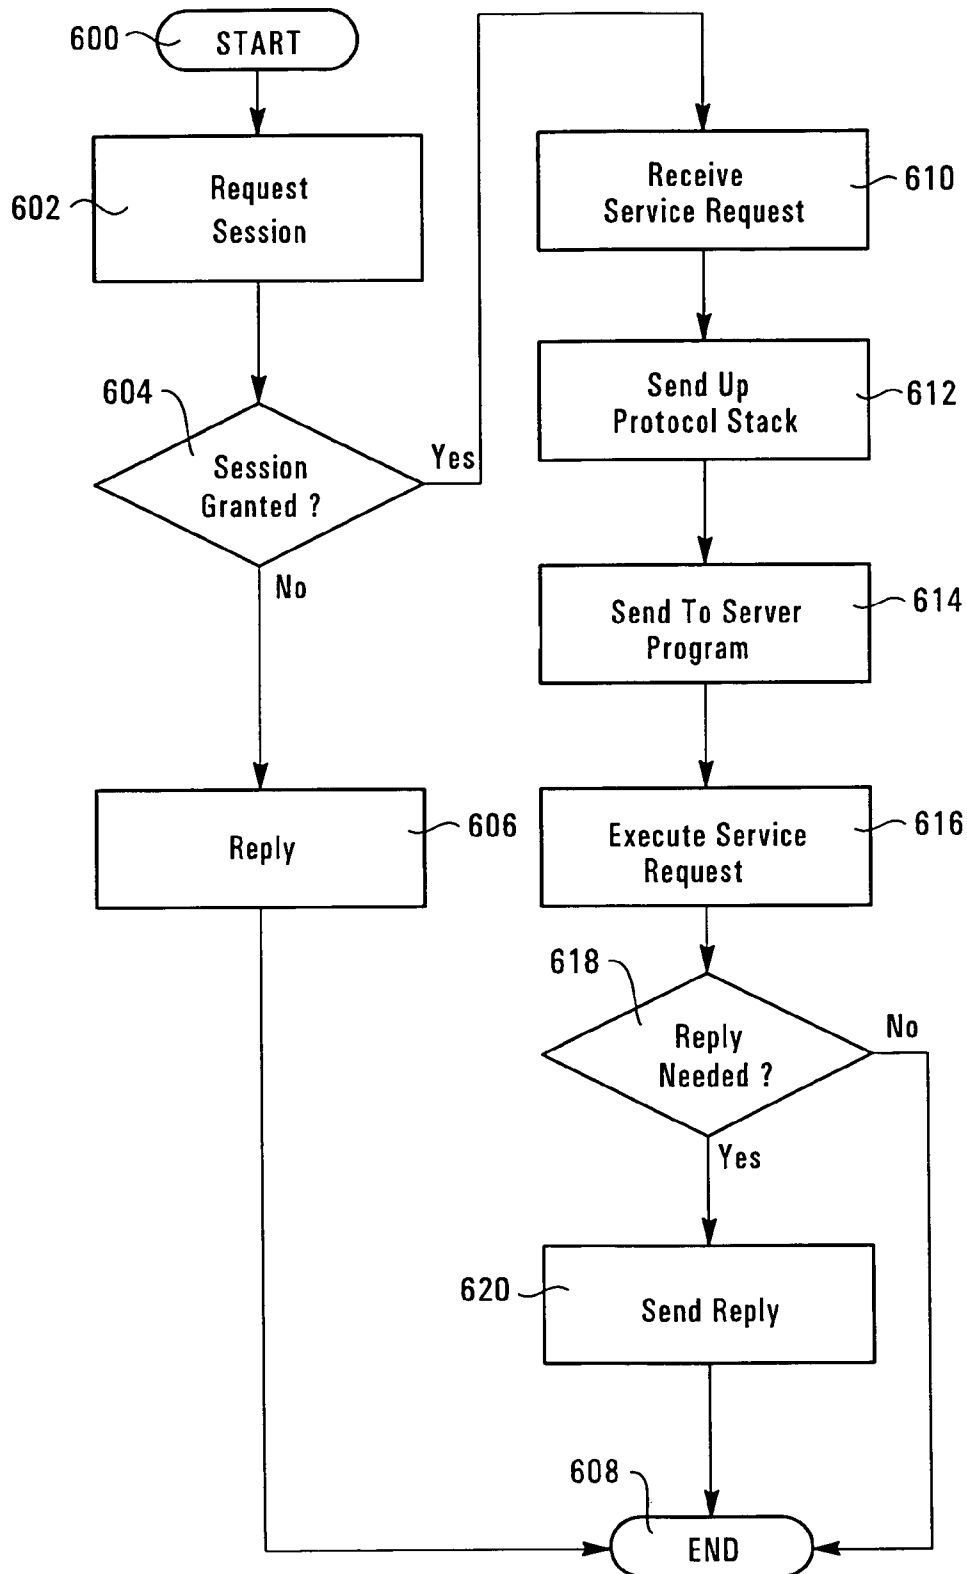 600
START
602
Request
Session
604
Session
Granted ?
Yes
No
606
Reply
610
Receive
Service Request
612
Send Up
Protocol Stack
614
Send To Server
Program
616
Execute Service
Request
618
Reply
Needed ?
No
Yes
620
Send Reply
608
END